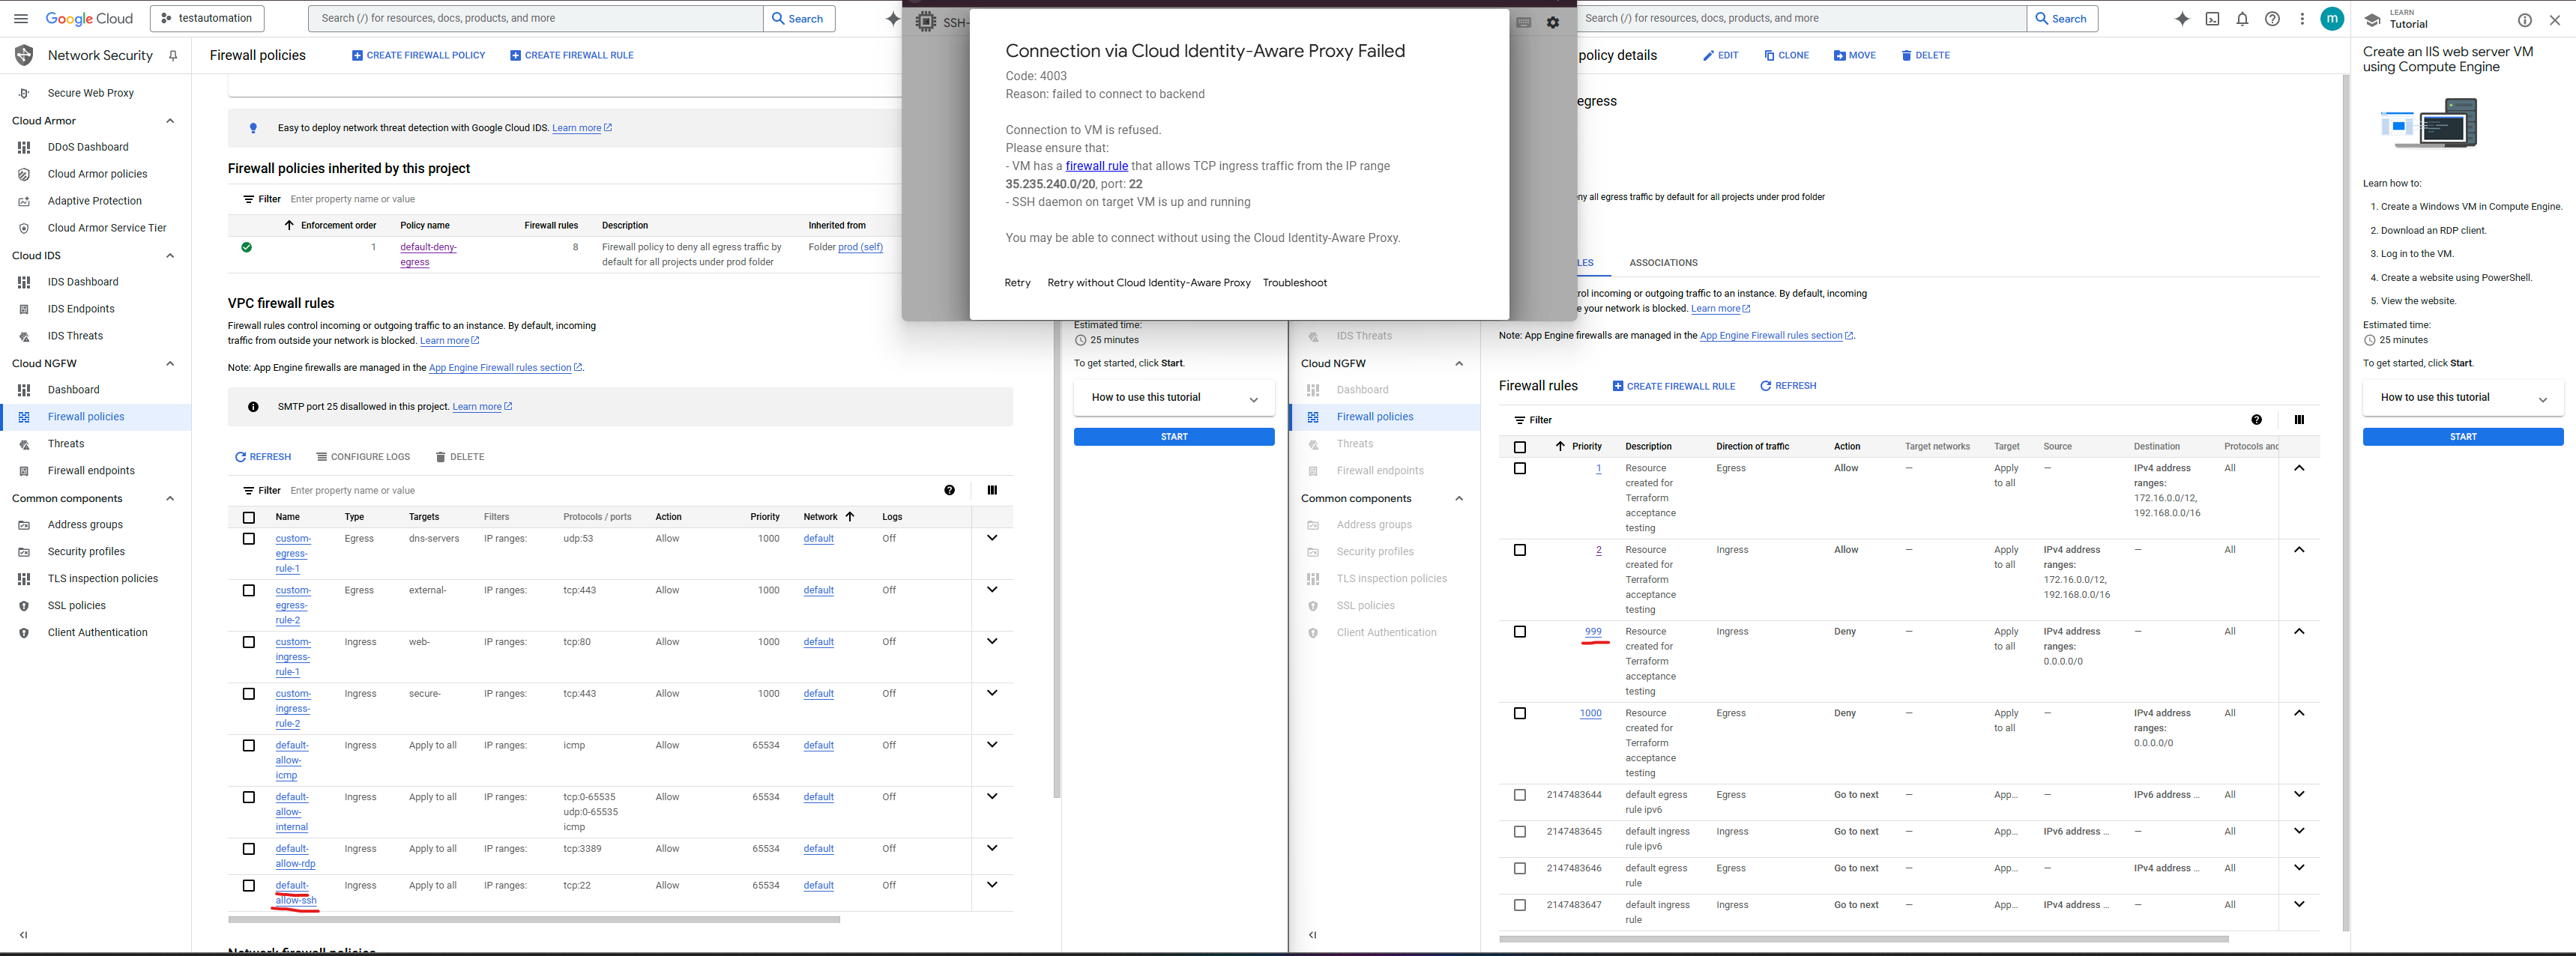 Google Cloud
testautomation
Search (/) for resources, docs, products, and more
Search
Network Security
Firewall policies
CREATE FIREWALL POLICY
CREATE FIREWALL RULE
Secure Web Proxy
Cloud Armor
DDoS Dashboard
Cloud Armor policies
Adaptive Protection
Cloud Armor Service Tier
Cloud IDS
IDS Dashboard
IDS Endpoints
IDS Threats
Cloud NGFW
Dashboard
Firewall policies
Threats
Firewall endpoints
Common components
Address groups
Security profiles
TLS inspection policies
SSL policies
Client Authentication
Easy to deploy network threat detection with Google Cloud IDS. Learn more
Firewall policies inherited by this project
Filter Enter property name or value
Enforcement order Policy name Firewall rules Description Inherited from
1 default-deny-egress 8 Firewall policy to deny all egress traffic by default for all projects under prod folder Folder prod (self)
VPC firewall rules
Firewall rules control incoming or outgoing traffic to an instance. By default, incoming
traffic from outside your network is blocked. Learn more
Note: App Engine firewalls are managed in the App Engine Firewall rules section.
SMTP port 25 disallowed in this project. Learn more
REFRESH CONFIGURE LOGS DELETE
Filter Enter property name or value
Name Type Targets Filters Protocols / ports Action Priority Network Logs
custom-egress-rule-1 Egress dns-servers IP ranges: udp:53 Allow 1000 default Off
custom-egress-rule-2 Egress external- IP ranges: tcp:443 Allow 1000 default Off
custom-ingress-rule-1 Ingress web- IP ranges: tcp:80 Allow 1000 default Off
custom-ingress-rule-2 Ingress secure- IP ranges: tcp:443 Allow 1000 default Off
default-allow-icmp Ingress Apply to all IP ranges: icmp Allow 65534 default Off
default-allow-internal Ingress Apply to all IP ranges: tcp:0-65535 udp:0-65535 icmp Allow 65534 default Off
default-allow-rdp Ingress Apply to all IP ranges: tcp:3389 Allow 65534 default Off
default-allow-ssh Ingress Apply to all IP ranges: tcp:22 Allow 65534 default Off
Network firewall policies
SSH-
Connection via Cloud Identity-Aware Proxy Failed
Code: 4003
Reason: failed to connect to backend
Connection to VM is refused.
Please ensure that:
- VM has a firewall rule that allows TCP ingress traffic from the IP range
35.235.240.0/20, port: 22
- SSH daemon on target VM is up and running
You may be able to connect without using the Cloud Identity-Aware Proxy.
Retry Retry without Cloud Identity-Aware Proxy Troubleshoot
Estimated time:
25 minutes
To get started, click Start.
How to use this tutorial
START
IDS Threats
Cloud NGFW
Dashboard
Firewall policies
Threats
Firewall endpoints
Common components
Address groups
Security profiles
TLS inspection policies
SSL policies
Client Authentication
Search (/) for resources, docs, products, and more
Search
m
policy details
EDIT CLONE MOVE DELETE
egress
ny all egress traffic by default for all projects under prod folder
LES ASSOCIATIONS
rol incoming or outgoing traffic to an instance. By default, incoming
e your network is blocked. Learn more
Note: App Engine firewalls are managed in the App Engine Firewall rules section.
Firewall rules
CREATE FIREWALL RULE REFRESH
Filter
Priority Description Direction of traffic Action Target networks Target Source Destination Protocols and
1 Resource created for Terraform acceptance testing Egress Allow — Apply to all — IPv4 address ranges: 172.16.0.0/12, 192.168.0.0/16 All
2 Resource created for Terraform acceptance testing Ingress Allow — Apply to all IPv4 address ranges: 172.16.0.0/12, 192.168.0.0/16 — All
999 Resource created for Terraform acceptance testing Ingress Deny — Apply to all IPv4 address ranges: 0.0.0.0/0 — All
1000 Resource created for Terraform acceptance testing Egress Deny — Apply to all — IPv4 address ranges: 0.0.0.0/0 All
2147483644 default egress rule ipv6 Egress Go to next — App... — IPv6 address ... All
2147483645 default ingress rule ipv6 Ingress Go to next — App... IPv6 address ... — All
2147483646 default egress rule Egress Go to next — App... — IPv4 address ... All
2147483647 default ingress rule Ingress Go to next — App... IPv4 address ... — All
LEARN
Tutorial
Create an IIS web server VM
using Compute Engine
Learn how to:
1. Create a Windows VM in Compute Engine.
2. Download an RDP client.
3. Log in to the VM.
4. Create a website using PowerShell.
5. View the website.
Estimated time:
25 minutes
To get started, click Start.
How to use this tutorial
START